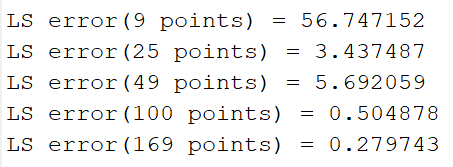 LS error(9 points) = 56.747152
LS error(25 points) = 3.437487
LS error(49 points) = 5.692059
LS error(100 points) = 0.504878
LS error(169 points) = 0.279743